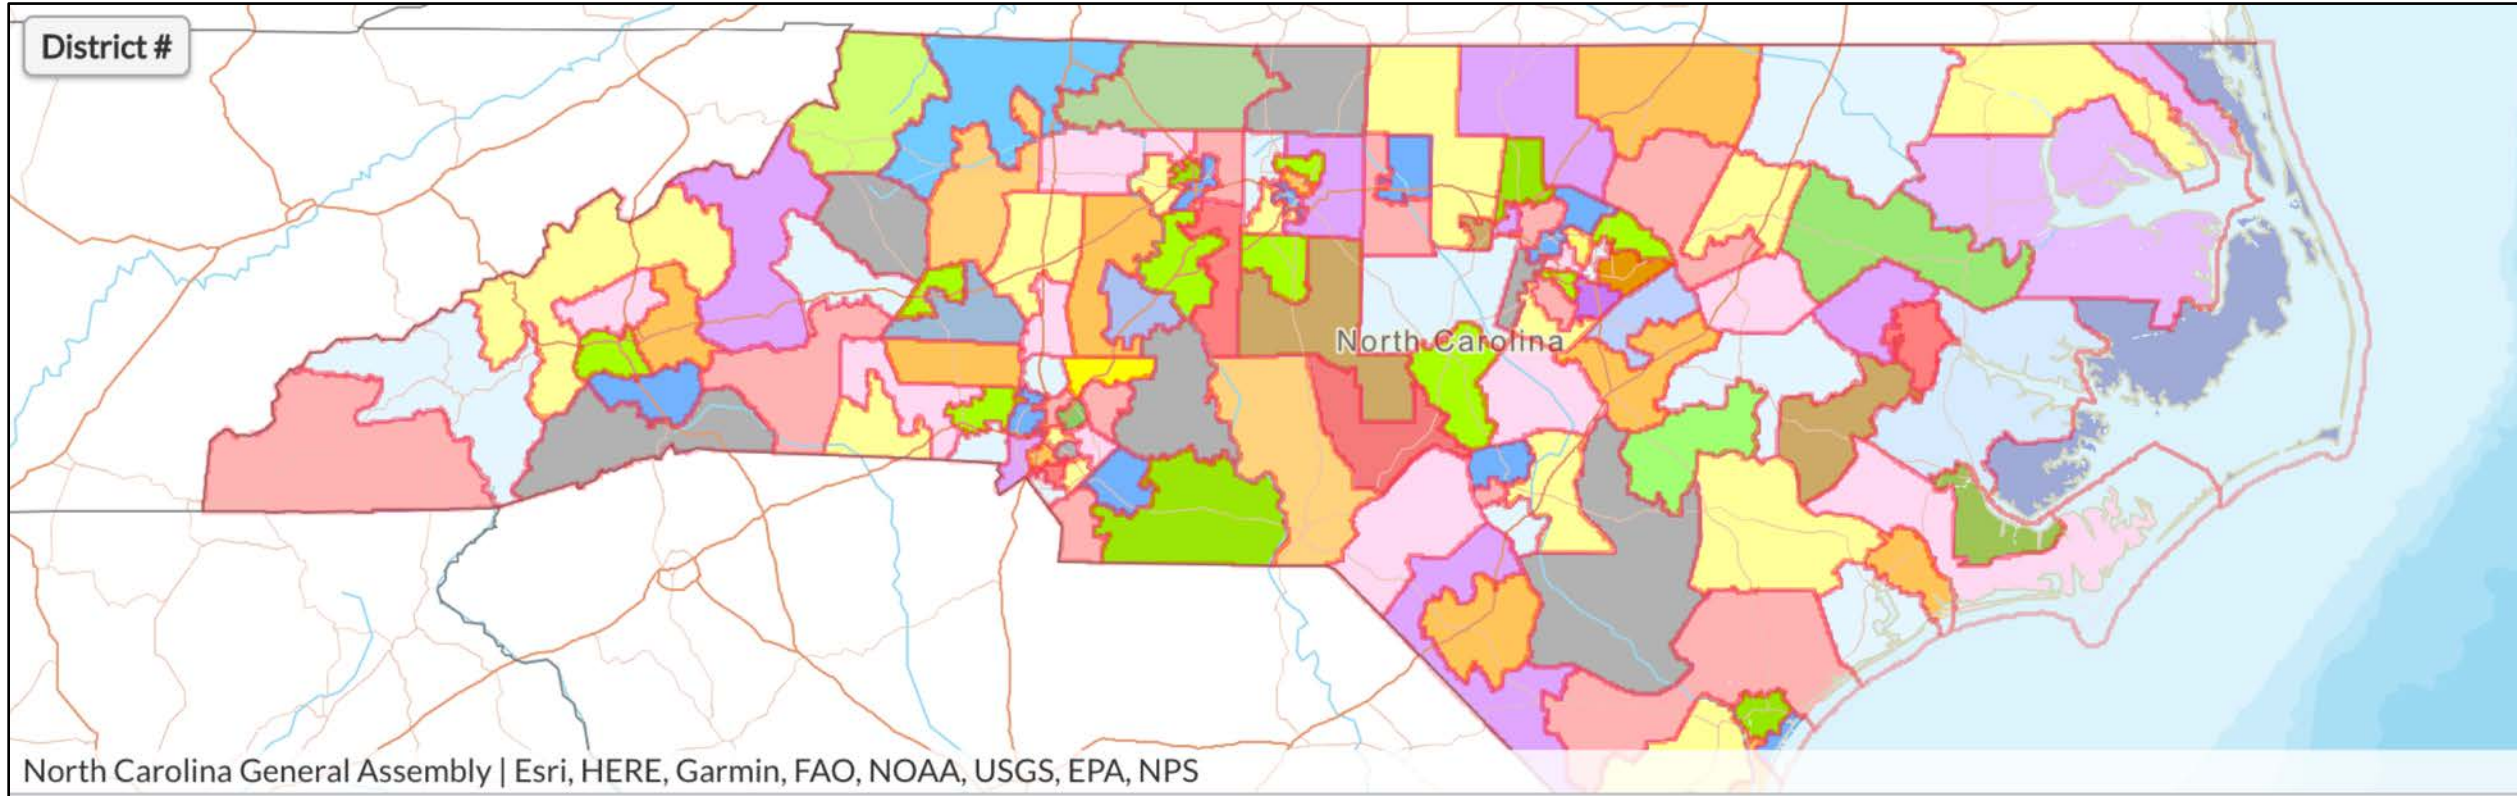 District #
North Carolina
North Carolina General Assembly | Esri, HERE, Garmin, FAO, NOAA, USGS, EPA, NPS